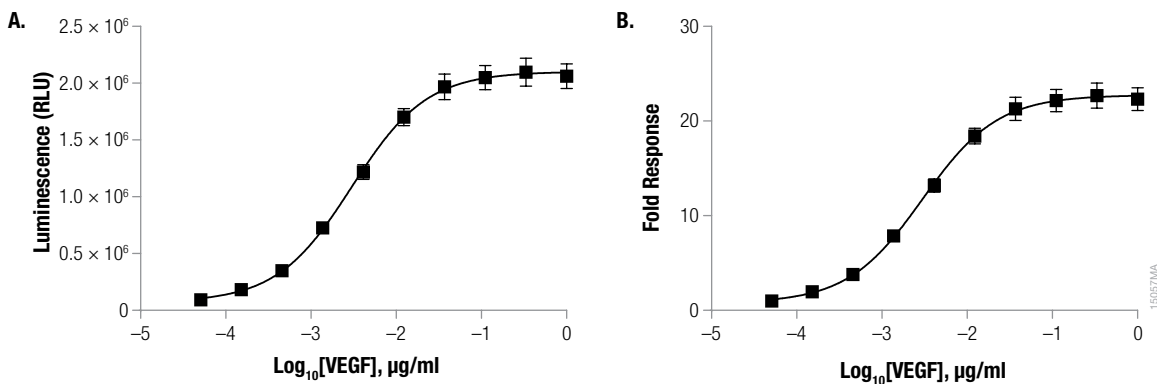 A.
Luminescence (RLU)
2.5 × 10⁶
2.0 × 10⁶
1.5 × 10⁶
1.0 × 10⁶
0.5 × 10⁶
0
–5
–4
–3
–2
–1
0
Log₁₀[VEGF], µg/ml
B.
Fold Response
30
20
10
0
–5
–4
–3
–2
–1
0
Log₁₀[VEGF], µg/ml
15057MA